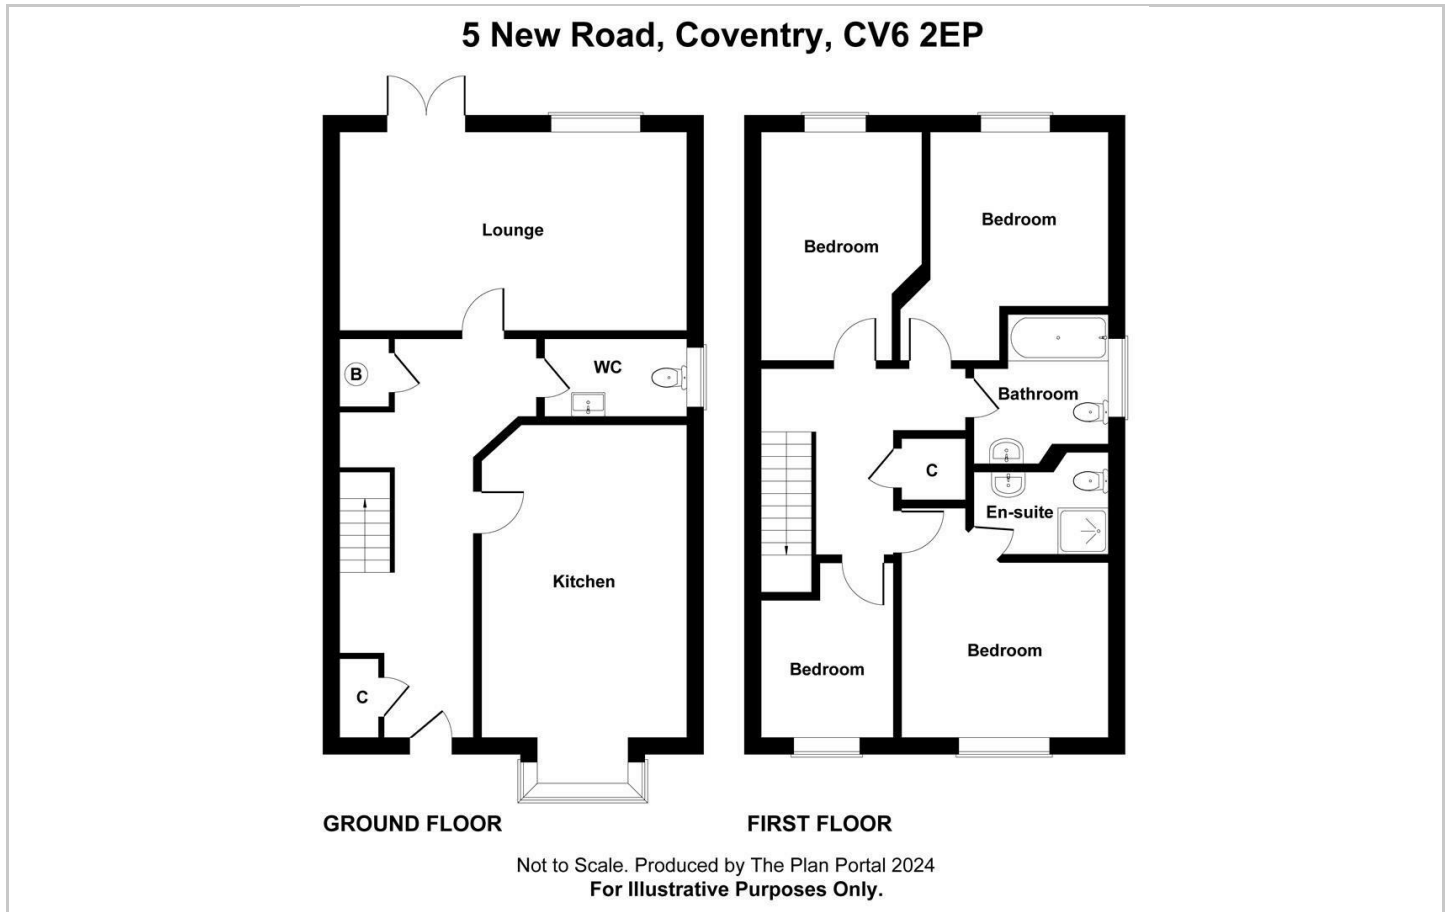 5 New Road, Coventry, CV6 2EP
Lounge
B
WC
Kitchen
C
GROUND FLOOR
Bedroom
Bedroom
Bathroom
C
En-suite
Bedroom
Bedroom
FIRST FLOOR
Not to Scale. Produced by The Plan Portal 2024
For Illustrative Purposes Only.